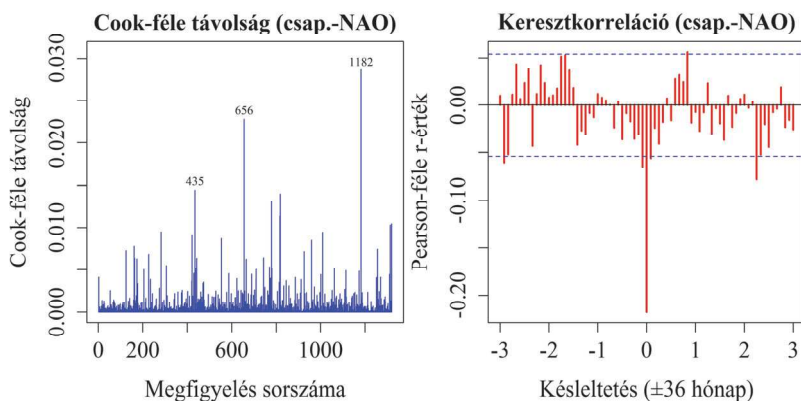 Cook-féle távolság (csap.-NAO)
Cook-féle távclság
0.000 0.010 0.020 0.030
435
656
1182
0 200 600 1000
Megfigyelés sorszáma
Keresztkorreláció (csap.-NAO)
Pearson-féle r-érték
-0.20 -0.10 0.00
-3 -2 -1 0 1 2 3
Késleltetés (±36 hónap)